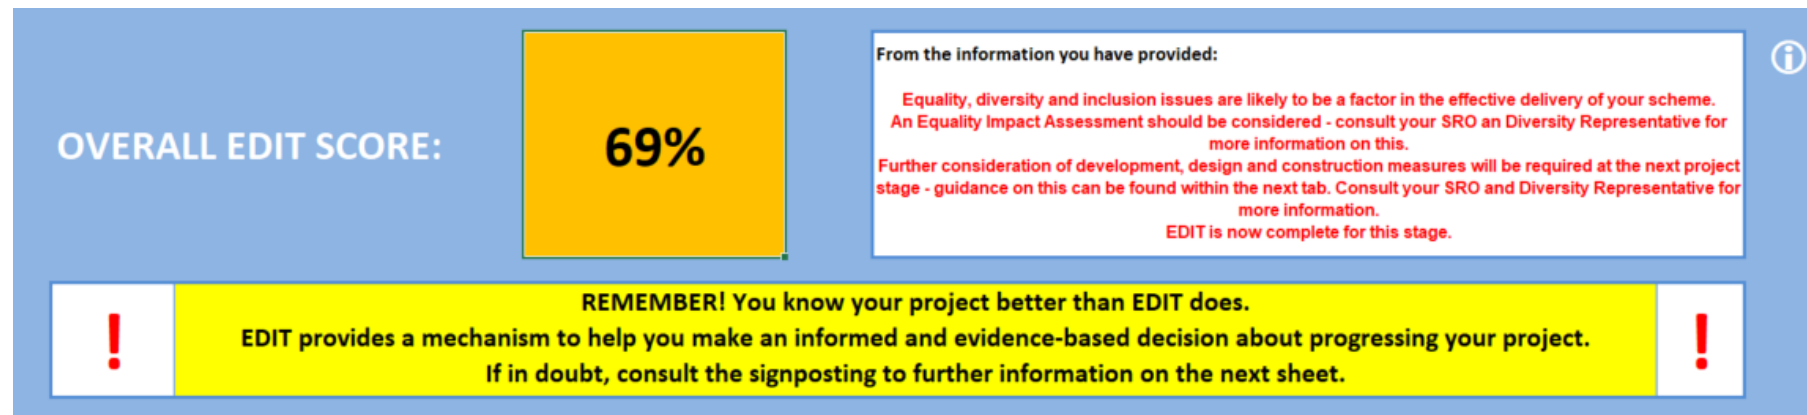 OVERALL EDIT SCORE:
69%
From the information you have provided:
Equality, diversity and inclusion issues are likely to be a factor in the effective delivery of your scheme.
An Equality Impact Assessment should be considered - consult your SRO an Diversity Representative for
more information on this.
Further consideration of development, design and construction measures will be required at the next project
stage - guidance on this can be found within the next tab. Consult your SRO and Diversity Representative for
more information.
EDIT is now complete for this stage.
!
REMEMBER! You know your project better than EDIT does.
EDIT provides a mechanism to help you make an informed and evidence-based decision about progressing your project.
If in doubt, consult the signposting to further information on the next sheet.
!